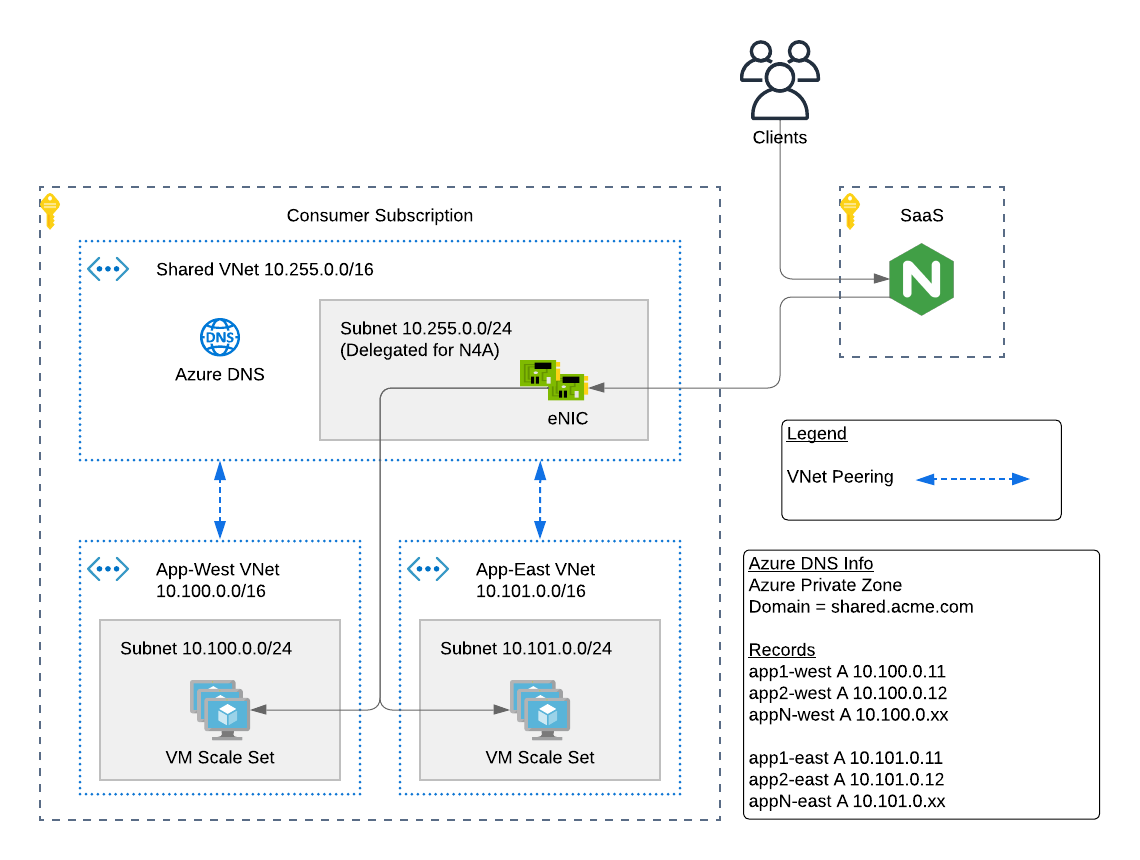 Clients
Consumer Subscription
SaaS
N
Shared VNet 10.255.0.0/16
DNS
Azure DNS
Subnet 10.255.0.0/24
(Delegated for N4A)
eNIC
Legend
VNet Peering
App-West VNet
10.100.0.0/16
Subnet 10.100.0.0/24
VM Scale Set
App-East VNet
10.101.0.0/16
Subnet 10.101.0.0/24
VM Scale Set
Azure DNS Info
Azure Private Zone
Domain = shared.acme.com
Records
app1-west A 10.100.0.11
app2-west A 10.100.0.12
appN-west A 10.100.0.xx
app1-east A 10.101.0.11
app2-east A 10.101.0.12
appN-east A 10.101.0.xx